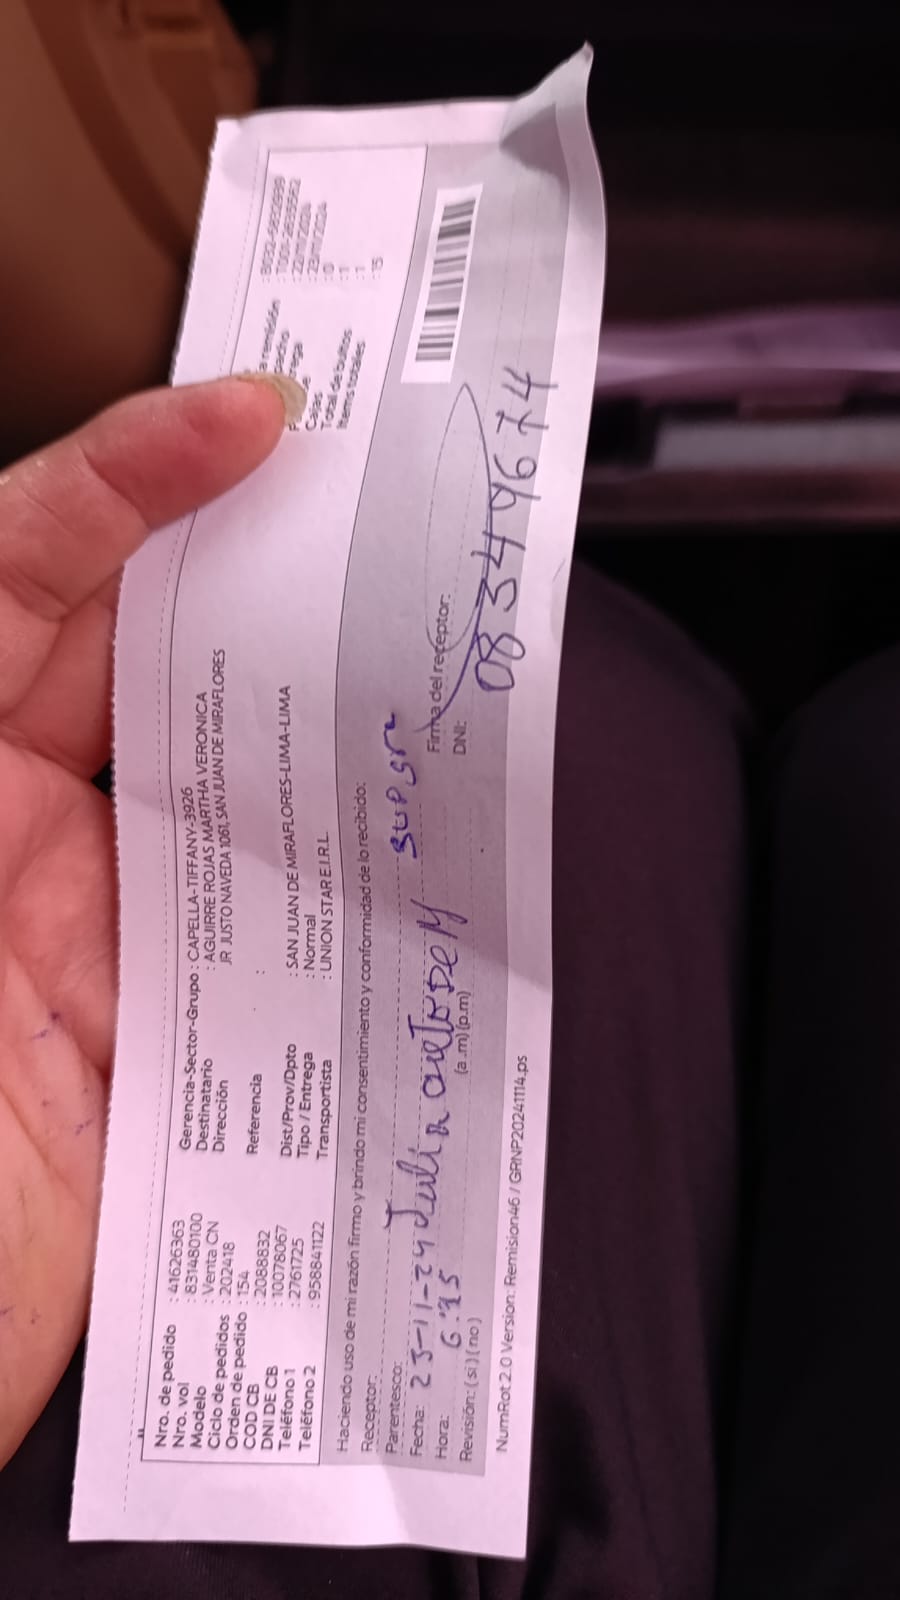 Nro. de pedido : 41626363
Nro. vol : 831480100
Modelo : Venta CN
Ciclo de pedidos : 202418
Orden de pedido : 154
COD CB : 2088832
DNI DE CB : 10078067
Teléfono 1 : 2761725
Teléfono 2 : 958841122
Gerencia-Sector-Grupo : CAPELLA-TIFFANY-3926
Destinatario : AGUIRRE ROJAS MARTHA VERONICA
Dirección JR JUSTO NAVEDA 1061, SAN JUAN DE MIRAFLORES
Referencia :
Dist/Prov/Dpto : SAN JUAN DE MIRAFLORES-LIMA-LIMA
Tipo / Entrega : Normal
Transportista : UNION STAR E.I.R.L
Cajas : 1
Total de bultos : 1
Items totales : 15
Haciendo uso de mi razón firmo y brindo mi consentimiento y conformidad de lo recibido:
Receptor:
Parentesco:
Fecha: 23-11-24 Julia
Hora: (a.m)(p.m)
Revisión: ( si ) ( no )
Firma del receptor:
DNI: 08349674
NumRot:2.0 Version: Remision46 / GRNP20241114.ps